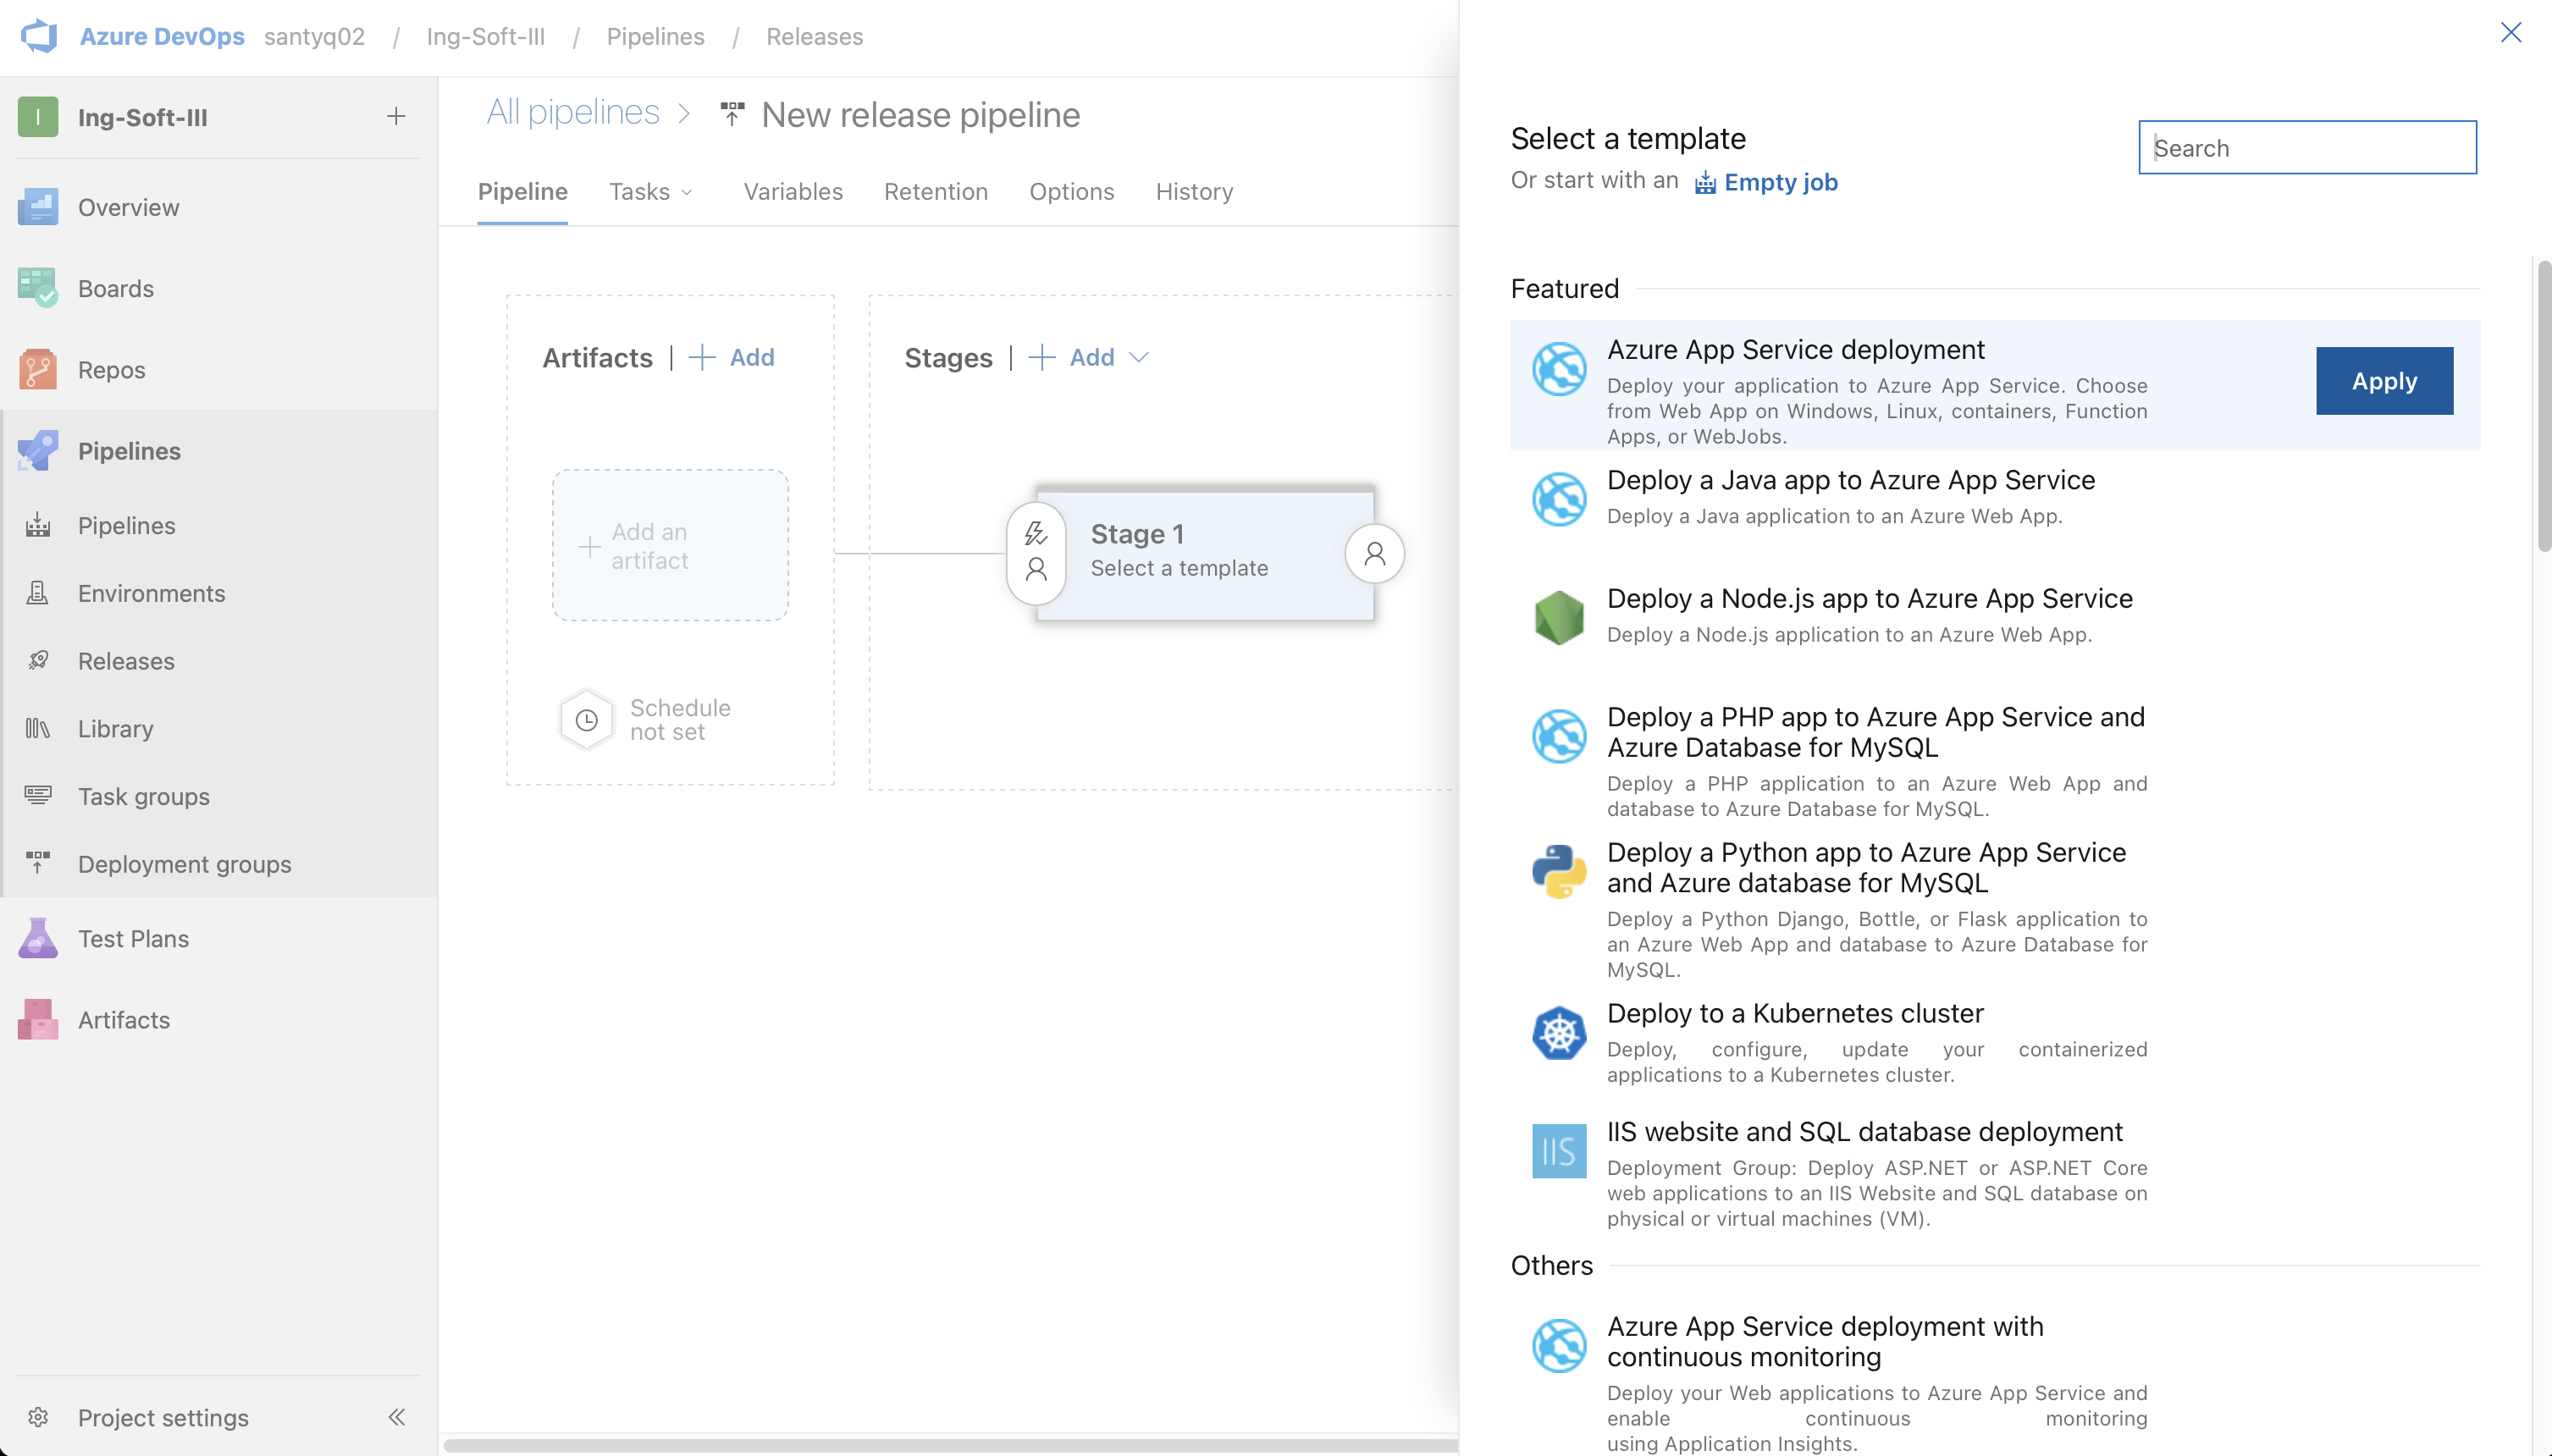 Azure DevOps santyq02 / Ing-Soft-III / Pipelines / Releases
I Ing-Soft-III
Overview
Boards
Repos
Pipelines
Pipelines
Environments
Releases
Library
Task groups
Deployment groups
Test Plans
Artifacts
Project settings
All pipelines > New release pipeline
Pipeline Tasks Variables Retention Options History
Artifacts | + Add
Stages | + Add
+ Add an
artifact
Schedule
not set
Stage 1
Select a template
Select a template
Or start with an Empty job
Search
Featured
Azure App Service deployment
Deploy your application to Azure App Service. Choose
from Web App on Windows, Linux, containers, Function
Apps, or WebJobs.
Apply
Deploy a Java app to Azure App Service
Deploy a Java application to an Azure Web App.
Deploy a Node.js app to Azure App Service
Deploy a Node.js application to an Azure Web App.
Deploy a PHP app to Azure App Service and
Azure Database for MySQL
Deploy a PHP application to an Azure Web App and
database to Azure Database for MySQL.
Deploy a Python app to Azure App Service
and Azure database for MySQL
Deploy a Python Django, Bottle, or Flask application to
an Azure Web App and database to Azure Database for
MySQL.
Deploy to a Kubernetes cluster
Deploy, configure, update your containerized
applications to a Kubernetes cluster.
IIS
IIS website and SQL database deployment
Deployment Group: Deploy ASP.NET or ASP.NET Core
web applications to an IIS Website and SQL database on
physical or virtual machines (VM).
Others
Azure App Service deployment with
continuous monitoring
Deploy your Web applications to Azure App Service and
enable continuous monitoring
using Application Insights.